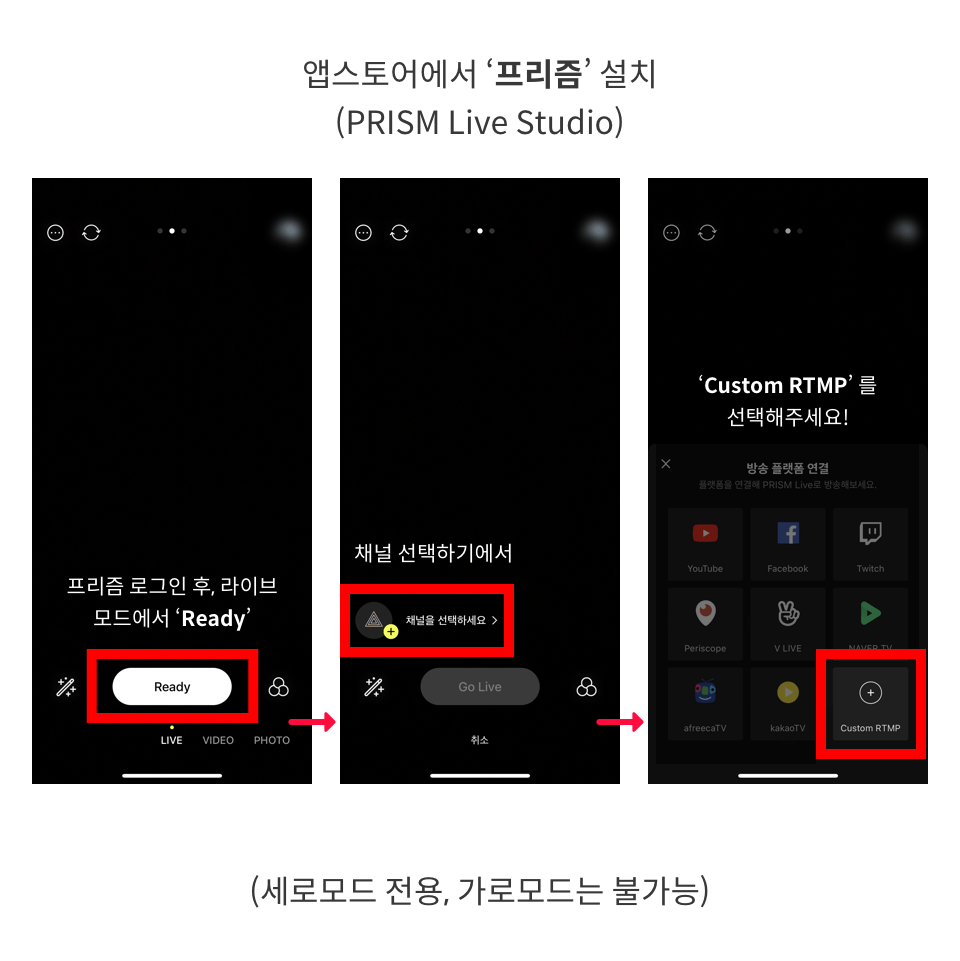 앱스토어에서 ‘프리즘’ 설치
(PRISM Live Studio)
프리즘 로그인 후, 라이브
모드에서 ‘Ready’
Ready
LIVE VIDEO PHOTO
채널 선택하기에서
채널을 선택하세요
Go Live
취소
‘Custom RTMP’ 를
선택해주세요!
방송 플랫폼 연결
플랫폼을 연결해 PRISM Live로 방송해보세요.
YouTube Facebook Twitch
Periscope V LIVE NAVER TV
afreecaTV kakaoTV Custom RTMP
(세로모드 전용, 가로모드는 불가능)